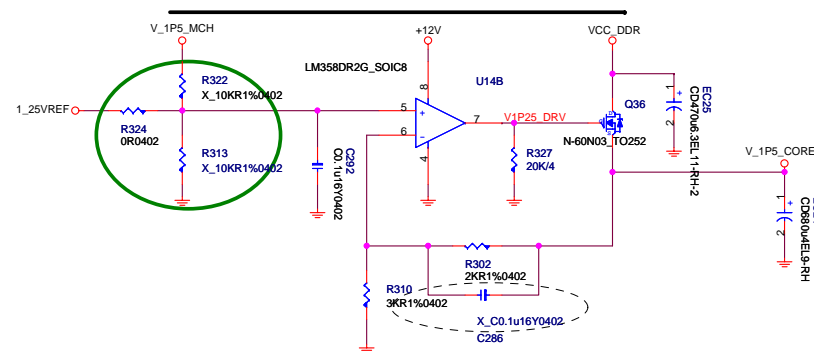 V_1P5_MCH
+12V
VCC_DDR
LM358DR2G_SOIC8
U14B
R322
X_10KR1%0402
1_25VREF
R324
0R0402
R313
X_10KR1%0402
8
5
+
6
-
7
4
V1P25_DRV
Q36
N-60N03_TO252
1
+
2
EC25
CD470u6.3EL11-RH-2
C292
C0.1u16Y0402
R327
20K/4
V_1P5_CORE
1
+
2
CD680u4EL9-RH
R302
2KR1%0402
R310
3KR1%0402
X_C0.1u16Y0402
C286